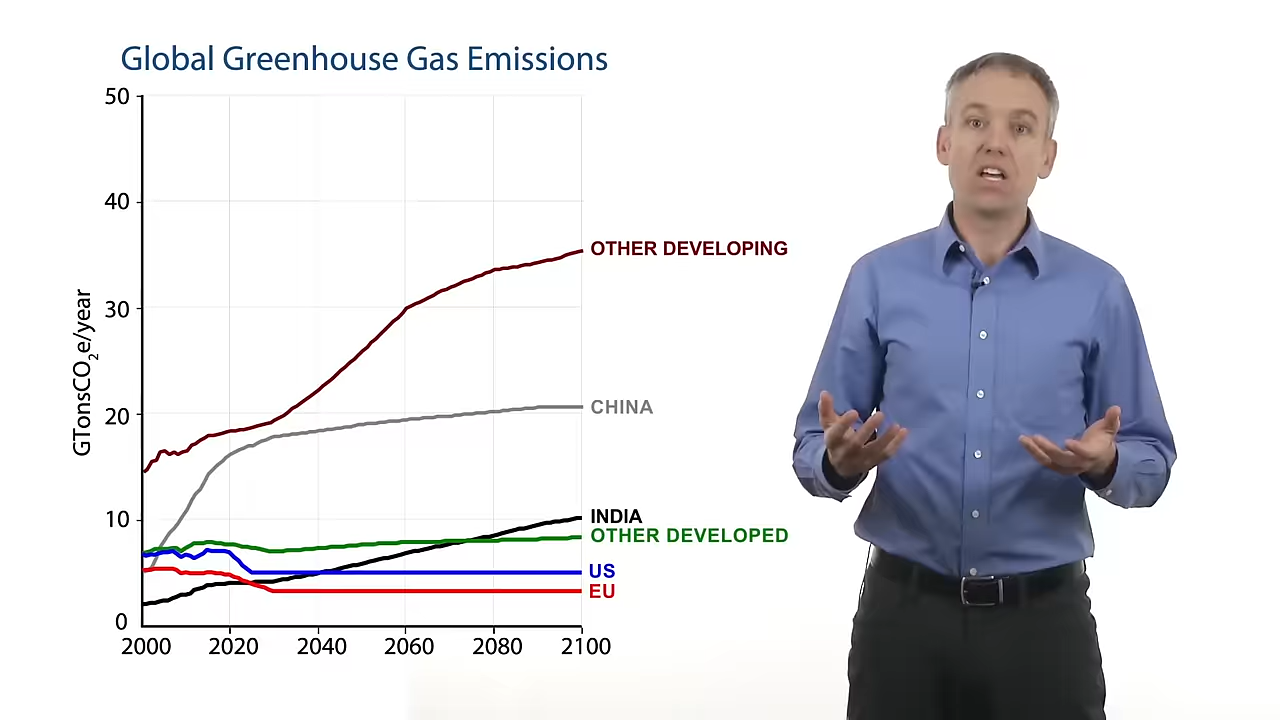 Global Greenhouse Gas Emissions
GTonsCO₂e/year
50
40
30
20
10
0
2000 2020 2040 2060 2080 2100
OTHER DEVELOPING
CHINA
INDIA
OTHER DEVELOPED
US
EU